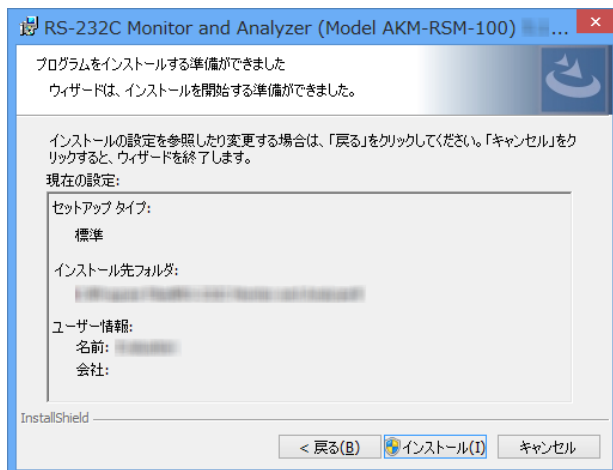 RS-232C Monitor and Analyzer (Model AKM-RSM-100) ...
プログラムをインストールする準備ができました
ウィザードは、インストールを開始する準備ができました。
インストールの設定を参照したり変更する場合は、「戻る」をクリックしてください。「キャンセル」をク
リックすると、ウィザードを終了します。
現在の設定:
セットアップ タイプ:
標準
インストール先フォルダ:
ユーザー情報:
名前:
会社:
InstallShield
< 戻る(B)
インストール(I)
キャンセル